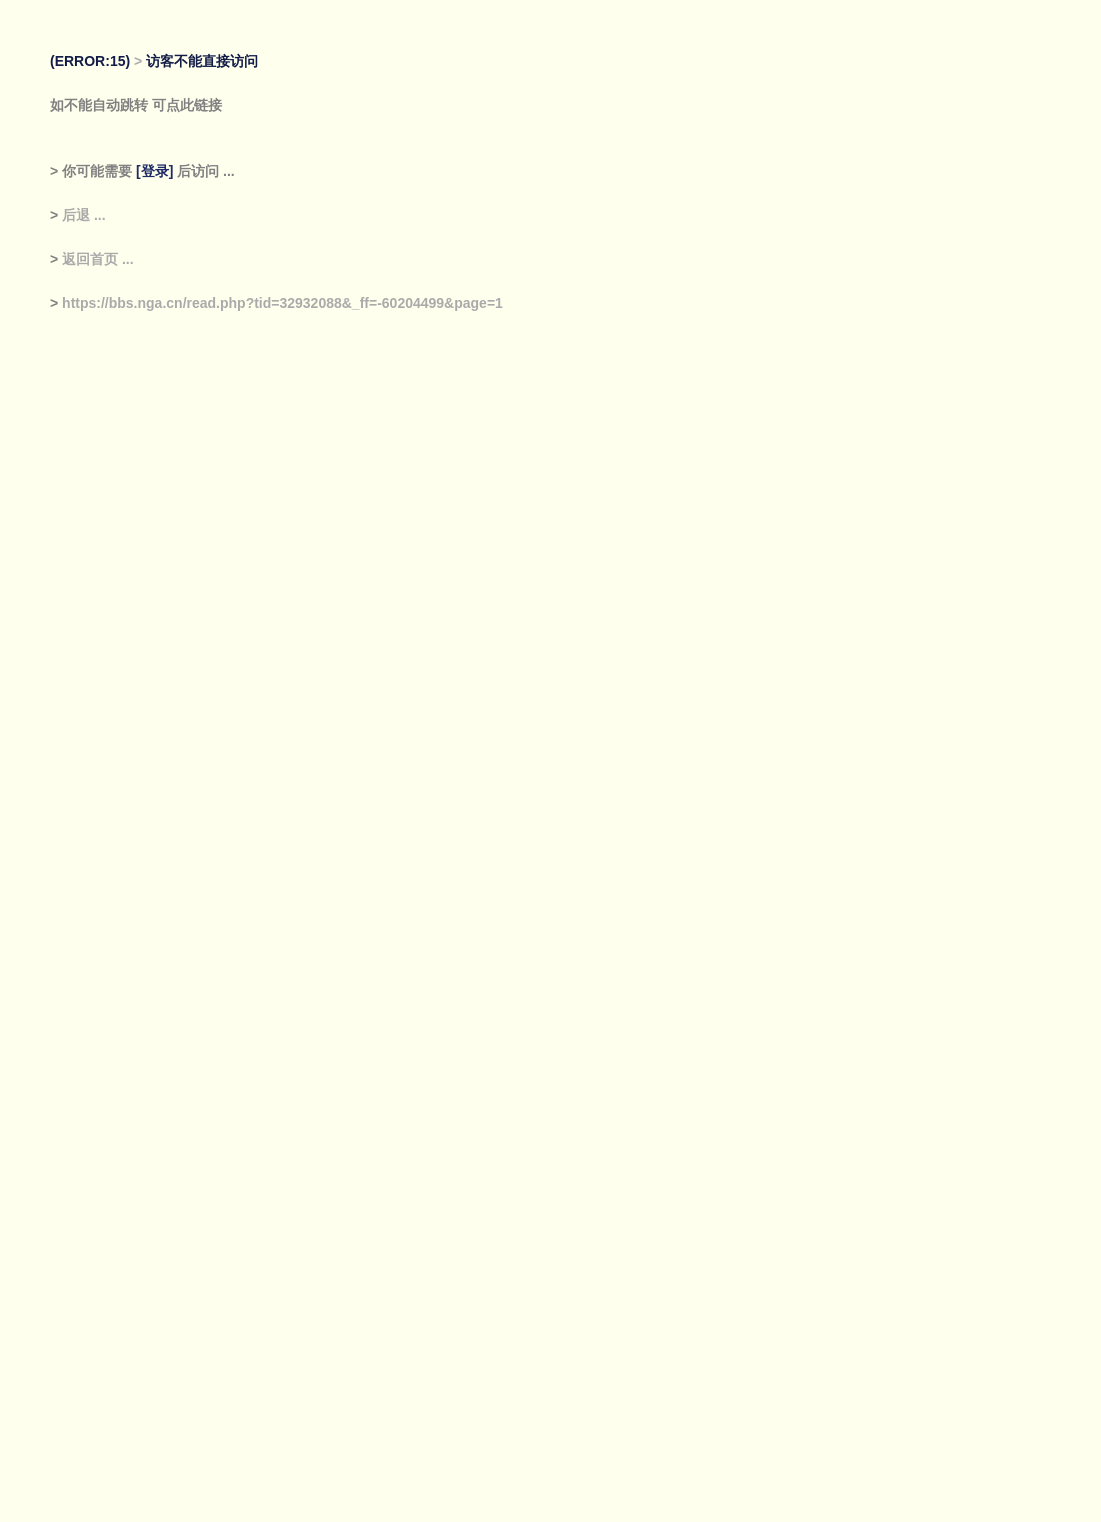 (ERROR:15) > 访客不能直接访问
如不能自动跳转 可点此链接
> 你可能需要 [登录] 后访问 ...
> 后退 ...
> 返回首页 ...
> https://bbs.nga.cn/read.php?tid=32932088&_ff=-60204499&page=1